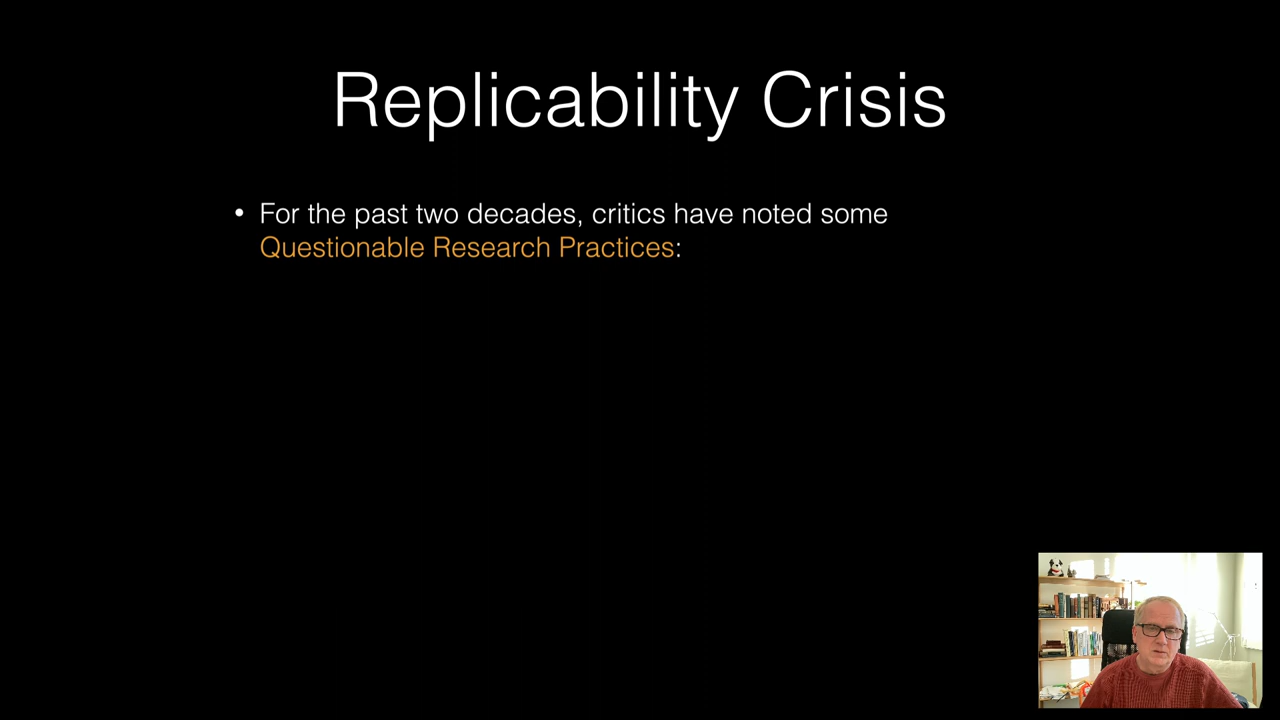 Replicability Crisis
• For the past two decades, critics have noted some
Questionable Research Practices: